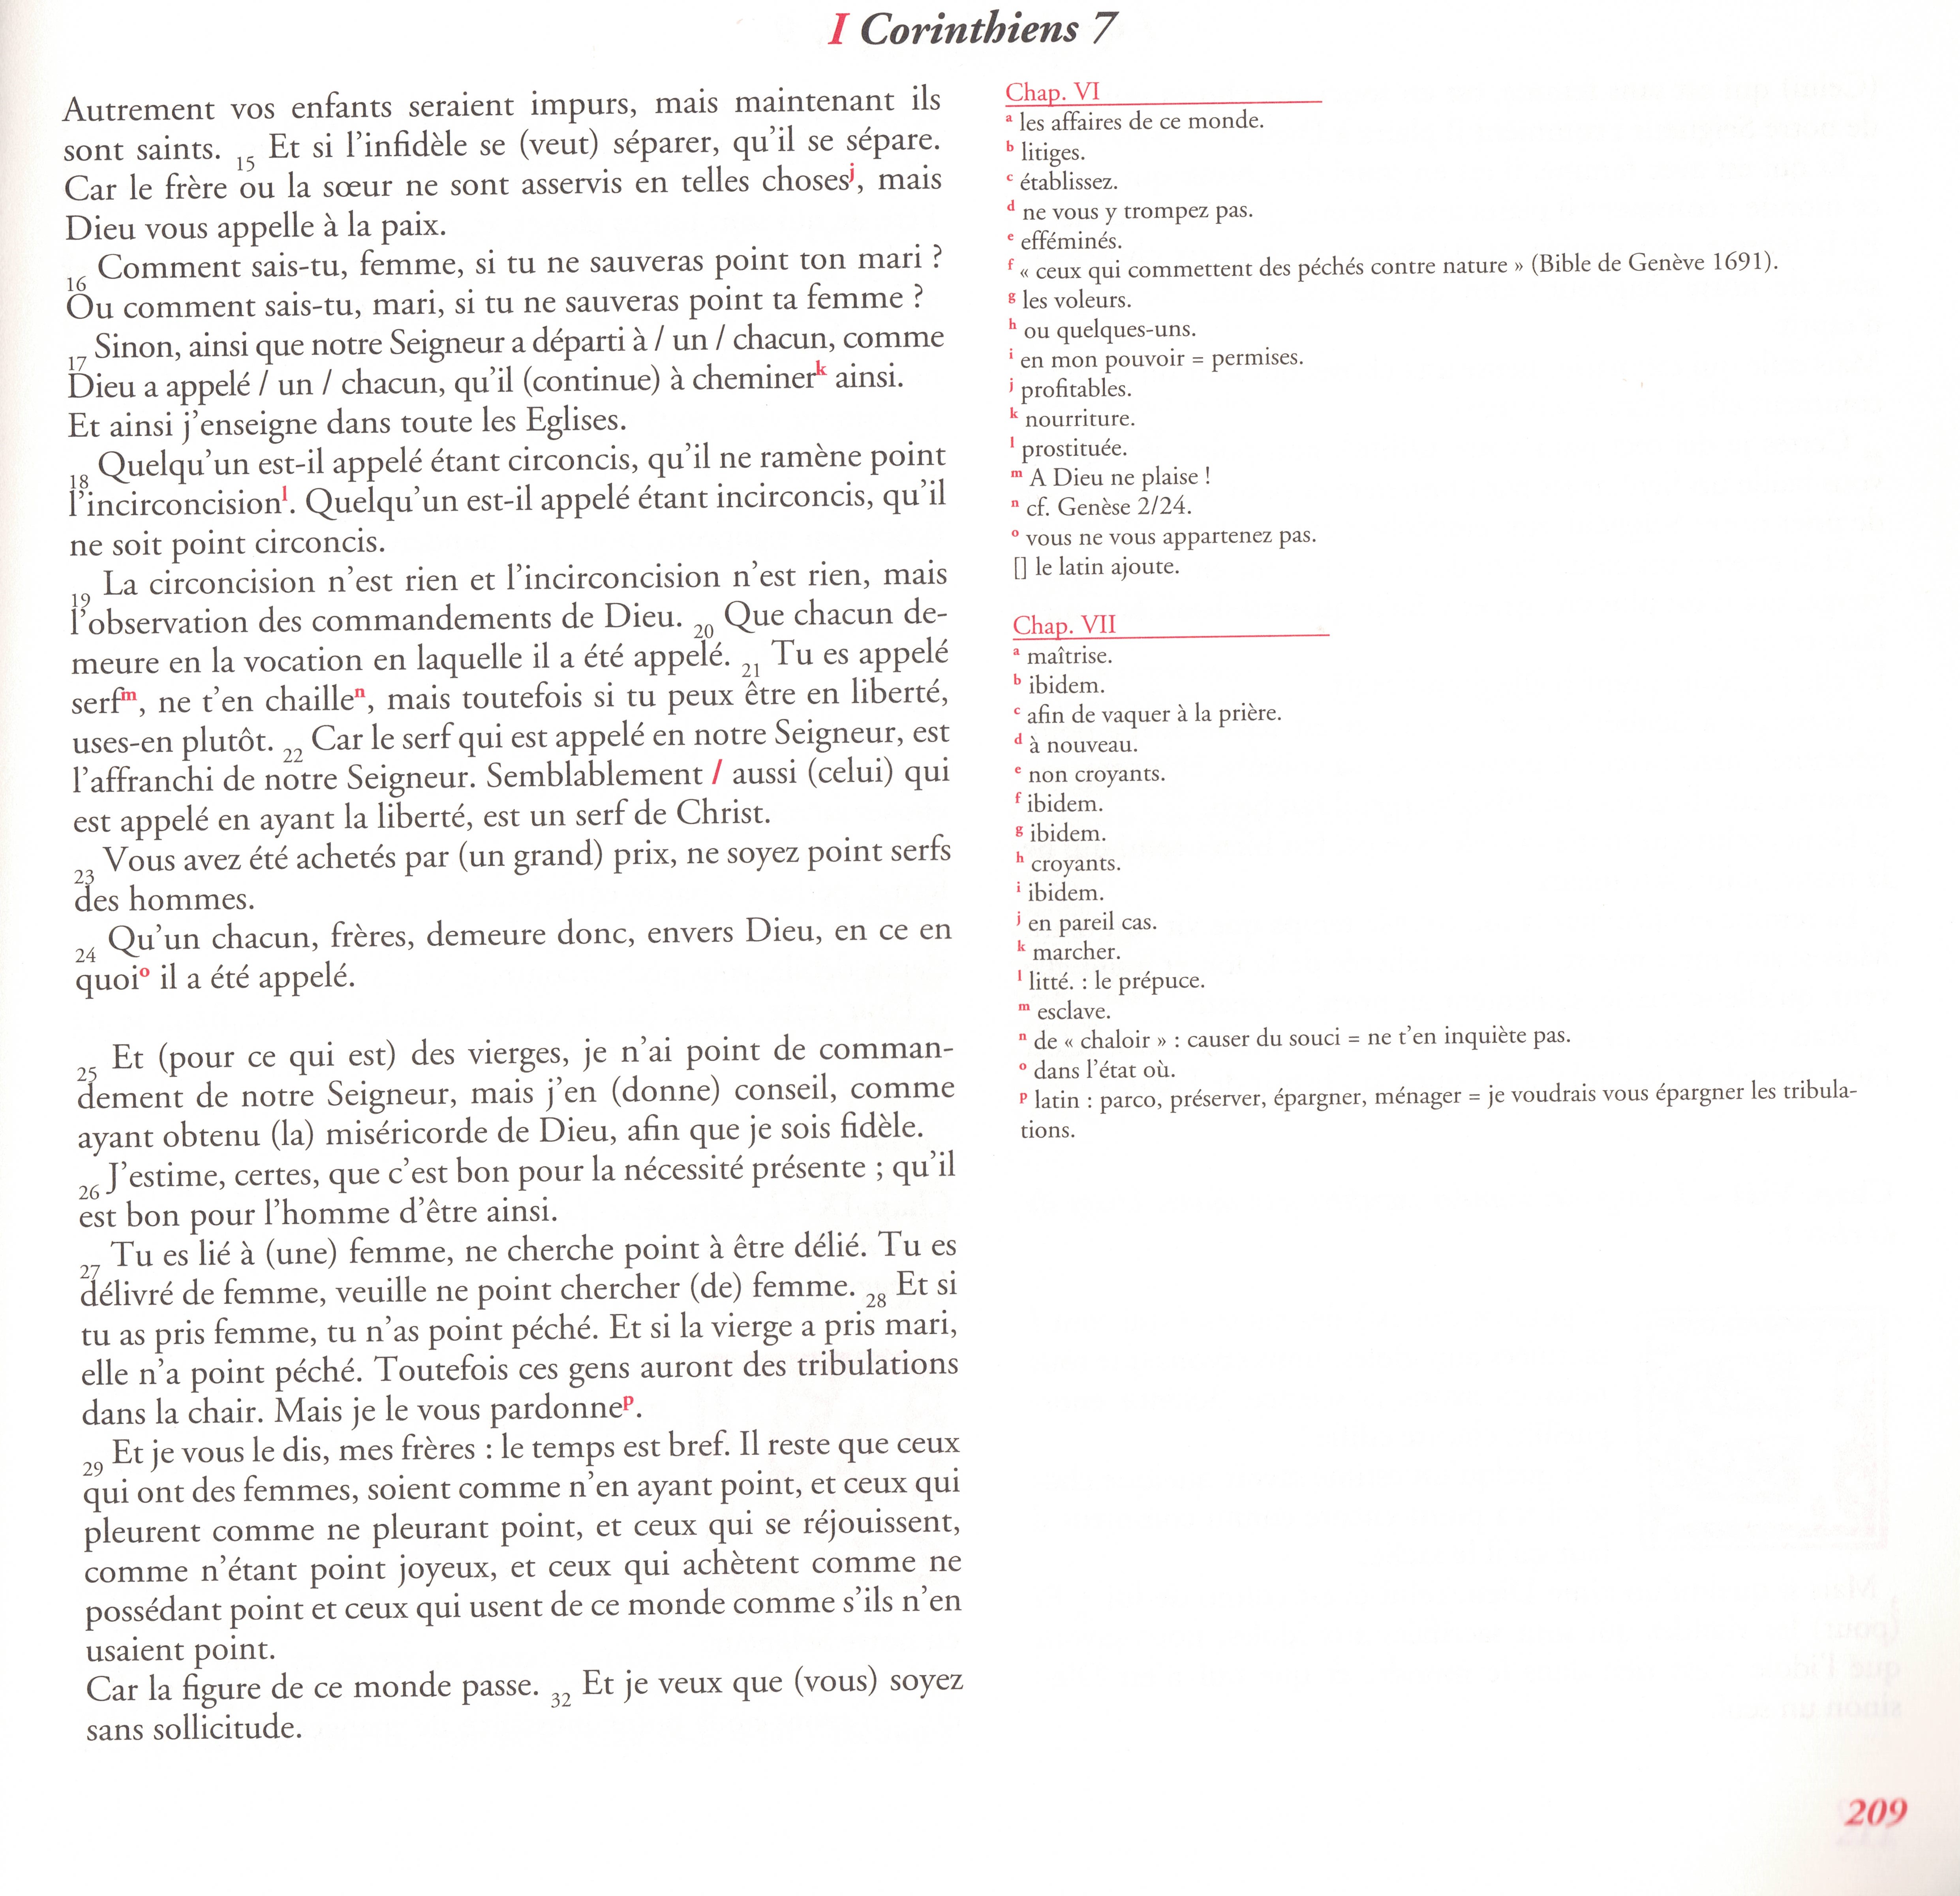 I Corinthiens 7
Autrement vos enfants seraient impurs, mais maintenant ils
sont saints. 15 Et si l'infidèle se (veut) séparer, qu'il se sépare.
Car le frère ou la sœur ne sont asservis en telles chosesj, mais
Dieu vous appelle à la paix.
16 Comment sais-tu, femme, si tu ne sauveras point ton mari ?
Ou comment sais-tu, mari, si tu ne sauveras point ta femme ?
17 Sinon, ainsi que notre Seigneur a départi à / un / chacun, comme
Dieu a appelé / un / chacun, qu'il (continue) à cheminerk ainsi.
Et ainsi j'enseigne dans toute les Eglises.
18 Quelqu'un est-il appelé étant circoncis, qu'il ne ramène point
l'incirconcisionl. Quelqu'un est-il appelé étant incirconcis, qu'il
ne soit point circoncis.
19 La circoncision n'est rien et l'incirconcision n'est rien, mais
l'observation des commandements de Dieu. 20 Que chacun de-
meure en la vocation en laquelle il a été appelé. 21 Tu es appelé
serfm, ne t'en chaillen, mais toutefois si tu peux être en liberté,
uses-en plutôt. 22 Car le serf qui est appelé en notre Seigneur, est
l'affranchi de notre Seigneur. Semblablement / aussi (celui) qui
est appelé en ayant la liberté, est un serf de Christ.
23 Vous avez été achetés par (un grand) prix, ne soyez point serfs
des hommes.
24 Qu'un chacun, frères, demeure donc, envers Dieu, en ce en
quoio il a été appelé.
25 Et (pour ce qui est) des vierges, je n'ai point de comman-
dement de notre Seigneur, mais j'en (donne) conseil, comme
ayant obtenu (la) miséricorde de Dieu, afin que je sois fidèle.
26 J'estime, certes, que c'est bon pour la nécessité présente ; qu'il
est bon pour l'homme d'être ainsi.
27 Tu es lié à (une) femme, ne cherche point à être délié. Tu es
délivré de femme, veuille ne point chercher (de) femme. 28 Et si
tu as pris femme, tu n'as point péché. Et si la vierge a pris mari,
elle n'a point péché. Toutefois ces gens auront des tribulations
dans la chair. Mais je le vous pardonnep.
29 Et je vous le dis, mes frères : le temps est bref. Il reste que ceux
qui ont des femmes, soient comme n'en ayant point, et ceux qui
pleurent comme ne pleurant point, et ceux qui se réjouissent,
comme n'étant point joyeux, et ceux qui achètent comme ne
possédant point et ceux qui usent de ce monde comme s'ils n'en
usaient point.
Car la figure de ce monde passe. 32 Et je veux que (vous) soyez
sans sollicitude.
Chap. VI
a les affaires de ce monde.
b litiges.
c établissez.
d ne vous y trompez pas.
e efféminés.
f « ceux qui commettent des péchés contre nature » (Bible de Genève 1691).
g les voleurs.
h ou quelques-uns.
i en mon pouvoir = permises.
j profitables.
k nourriture.
l prostituée.
m A Dieu ne plaise !
n cf. Genèse 2/24.
o vous ne vous appartenez pas.
[] le latin ajoute.
Chap. VII
a maîtrise.
b ibidem.
c afin de vaquer à la prière.
d à nouveau.
e non croyants.
f ibidem.
g ibidem.
h croyants.
i ibidem.
j en pareil cas.
k marcher.
l litté. : le prépuce.
m esclave.
n de « chaloir » : causer du souci = ne t'en inquiète pas.
o dans l'état où.
p latin : parco, préserver, épargner, ménager = je voudrais vous épargner les tribula-
tions.
209